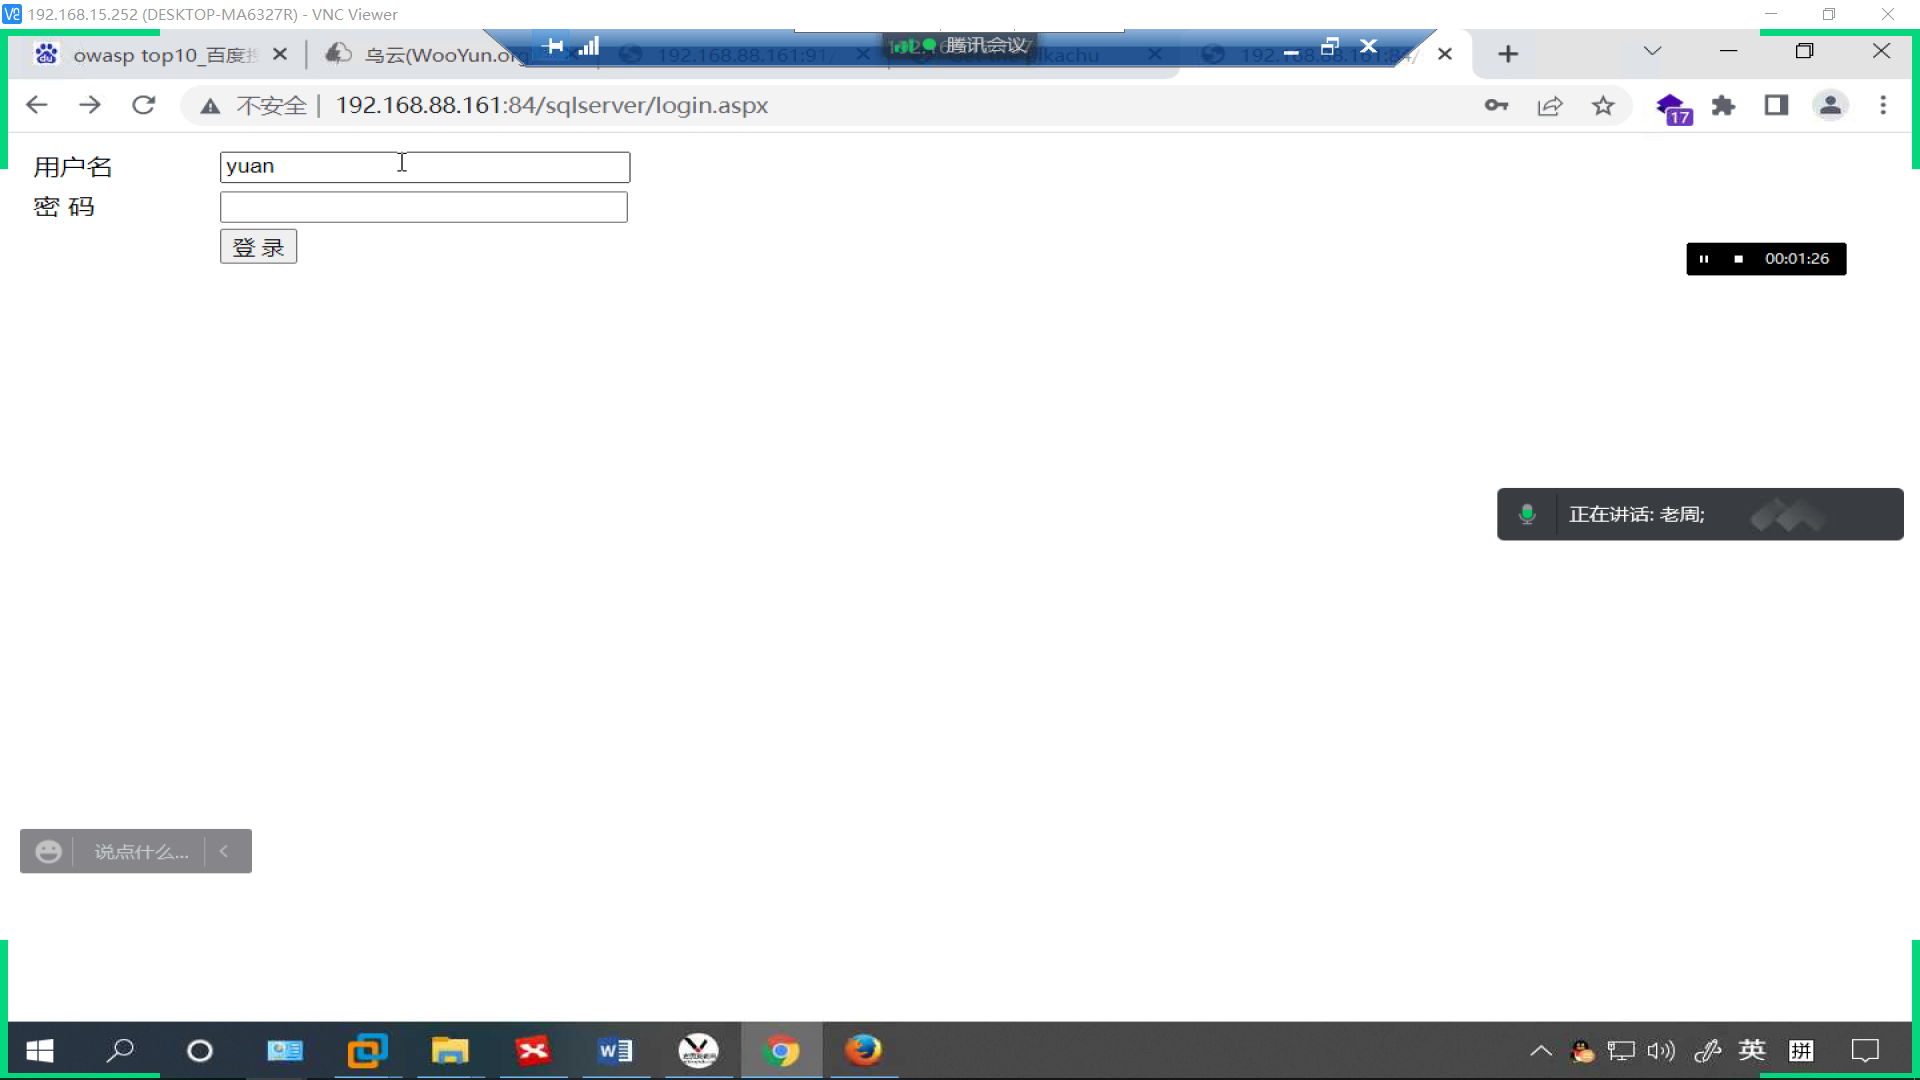 192.168.15.252 (DESKTOP-MA6327R) - VNC Viewer
owasp top10_百度搜
乌云(WooYun.org
192.168.88.161:91/
腾讯会议
kachu
192.168.88.161:84/
不安全 | 192.168.88.161:84/sqlserver/login.aspx
17
用户名 yuan
密 码
登 录
00:01:26
正在讲话: 老周;
说点什么...
英 拼